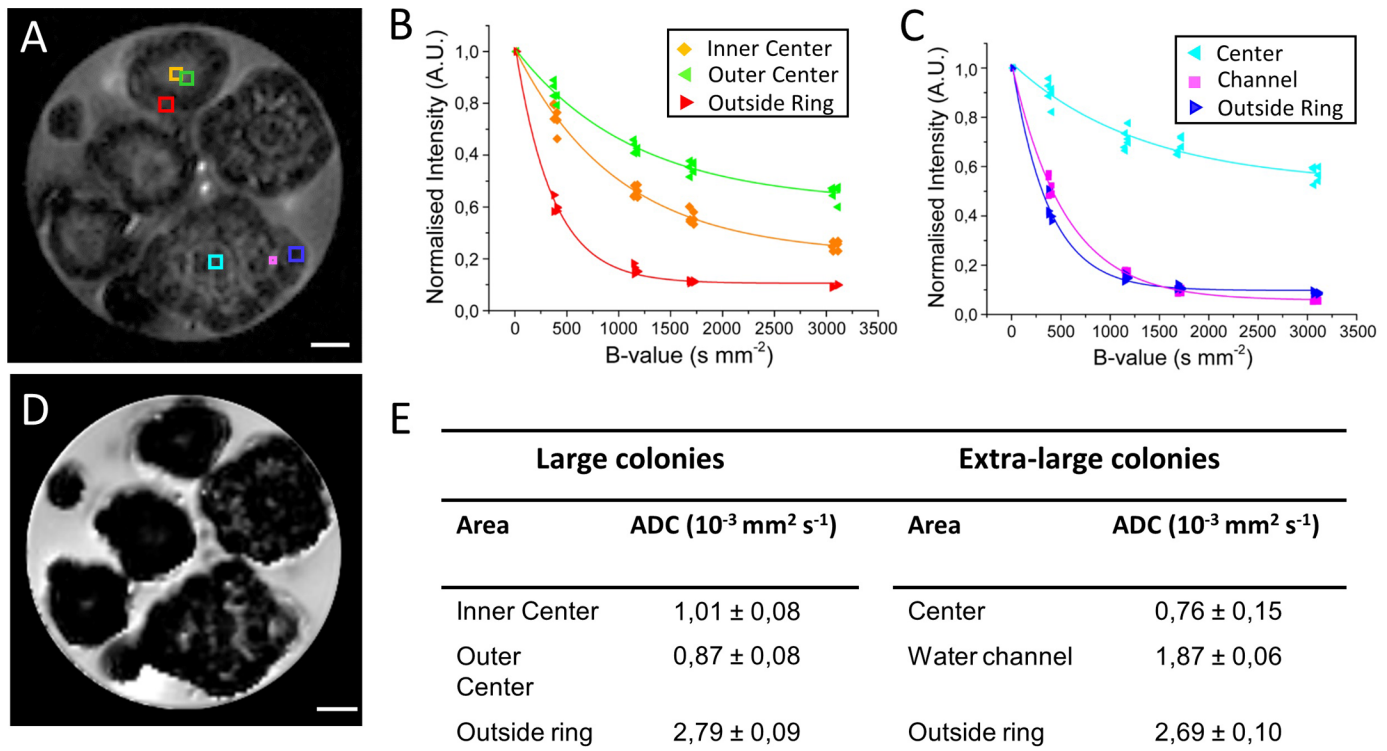 A
B
Inner Center
Outer Center
Outside Ring
Normalised Intensity (A.U.)
1,0
0,8
0,4
0,6
0,2
0,0
0 500 1000 1500 2000 2500 3000 3500
B-value (s mm-2)
C
Center
Channel
Outside Ring
Normalised Intensity (A.U.)
1,0
0,8
0,6
0,4
0,2
0,0
0 500 1000 1500 2000 2500 3000 3500
B-value (s mm-2)
D
E
Large colonies Extra-large colonies
Area ADC (10-3 mm2 s-1) Area ADC (10-3 mm2 s-1)
Inner Center 1,01 ± 0,08 Center 0,76 ± 0,15
Outer 0,87 ± 0,08 Water channel 1,87 ± 0,06
Center
Outside ring 2,79 ± 0,09 Outside ring 2,69 ± 0,10